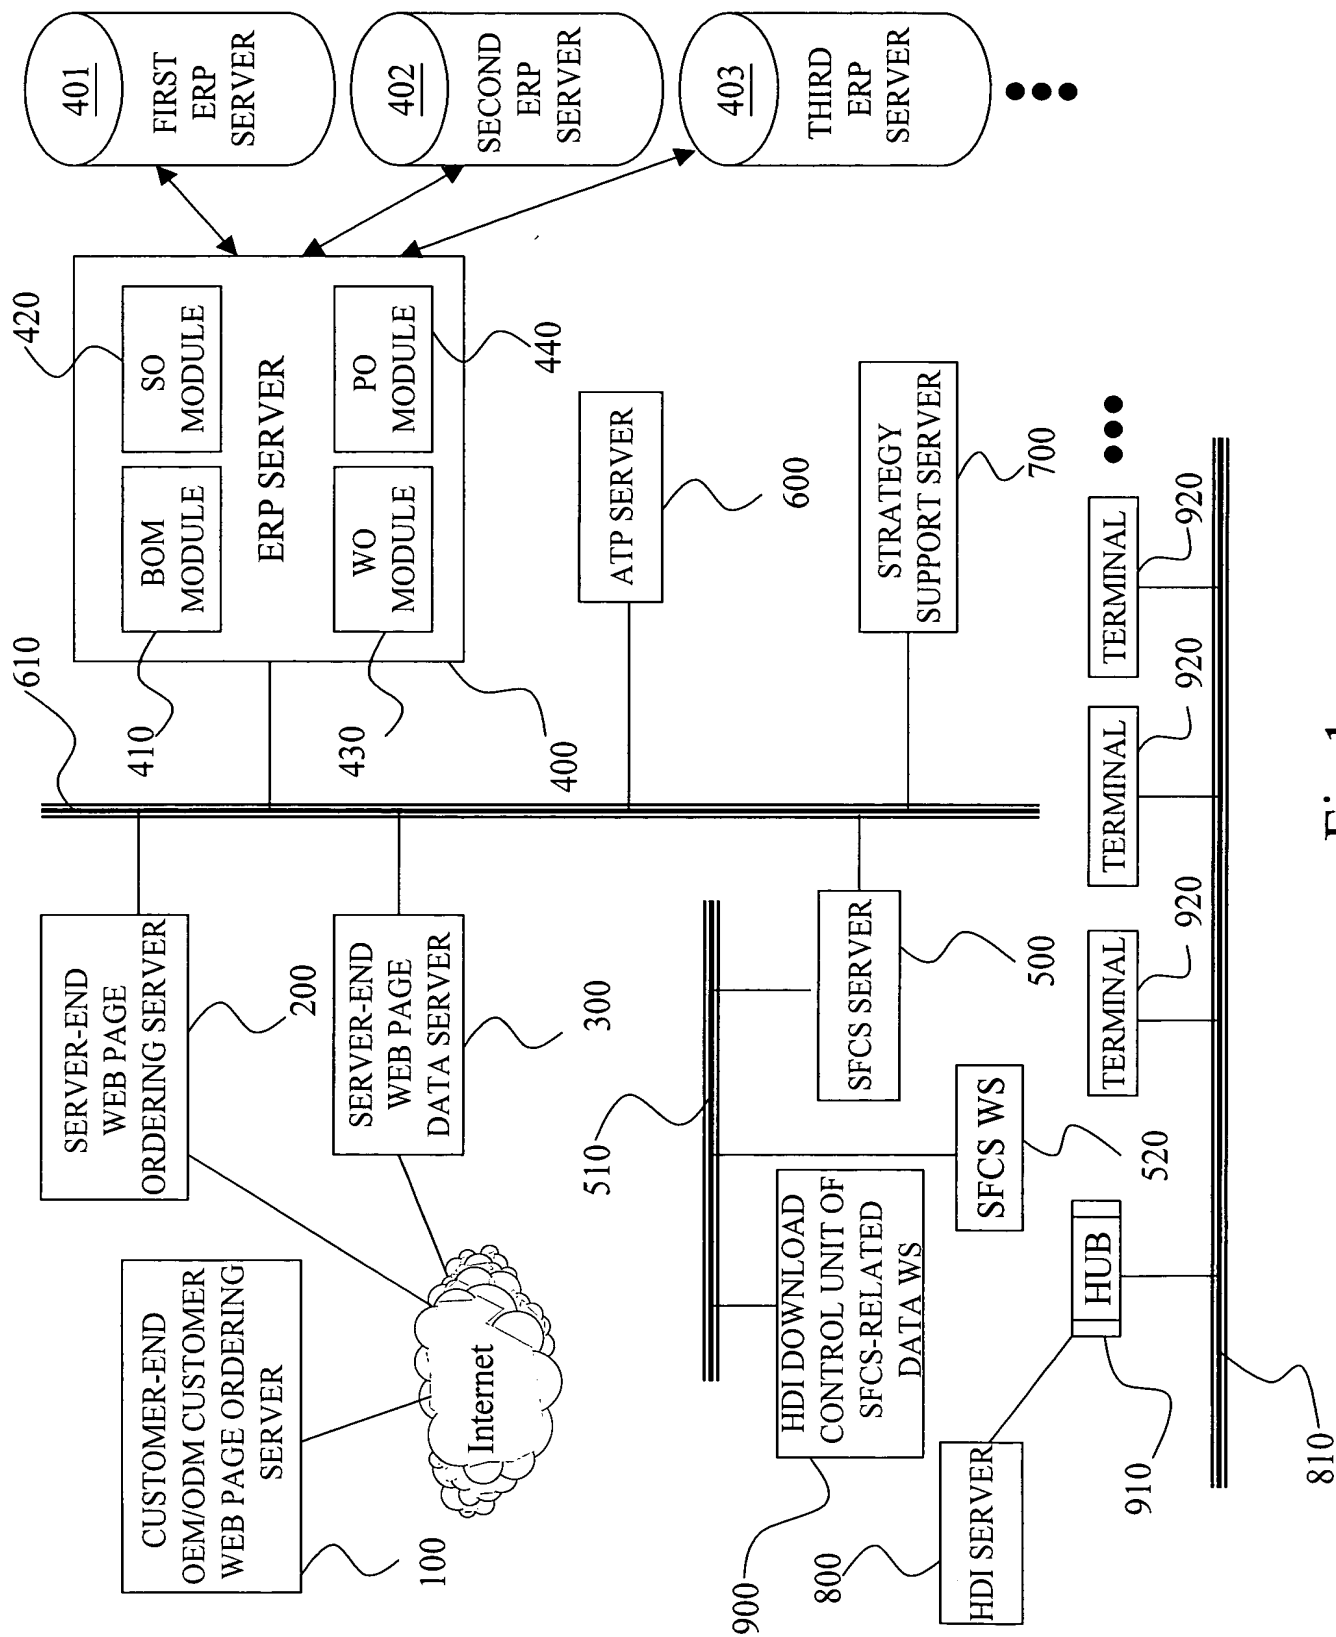 CUSTOMER-END
OEM/ODM CUSTOMER
WEB PAGE ORDERING
SERVER
100
Internet
SERVER-END
WEB PAGE
ORDERING SERVER
200
SERVER-END
WEB PAGE
DATA SERVER
300
610
410
BOM
MODULE
420
SO
MODULE
ERP SERVER
430
WO
MODULE
440
PO
MODULE
400
401
FIRST
ERP
SERVER
402
SECOND
ERP
SERVER
403
THIRD
ERP
SERVER
ATP SERVER
600
STRATEGY
SUPPORT SERVER
700
510
SFCS SERVER
500
SFCS WS
520
HDI DOWNLOAD
CONTROL UNIT OF
SFCS-RELATED
DATA WS
900
800
HDI SERVER
HUB
910
TERMINAL
920
TERMINAL
920
TERMINAL
920
810